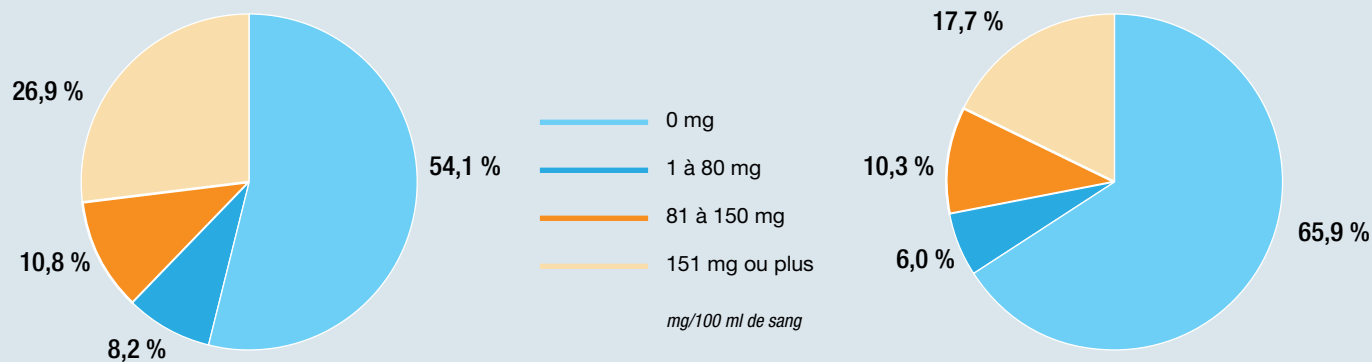 26,9 %
54,1 %
10,8 %
8,2 %
0 mg
1 à 80 mg
81 à 150 mg
151 mg ou plus
mg/100 ml de sang
17,7 %
10,3 %
6,0 %
65,9 %